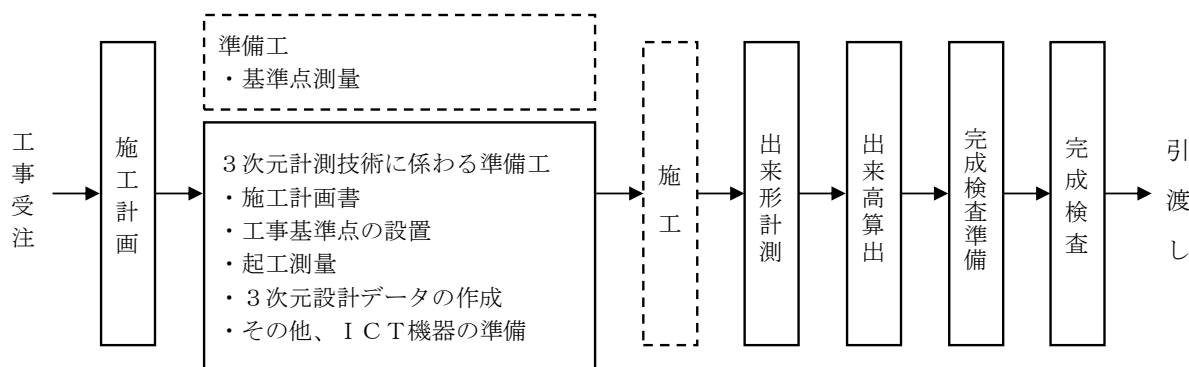 工事受注
施工計画
準備工
・基準点測量
３次元計測技術に係わる準備工
・施工計画書
・工事基準点の設置
・起工測量
・３次元設計データの作成
・その他、ＩＣＴ機器の準備
施工
出来形計測
出来高算出
完成検査準備
完成検査
引渡し